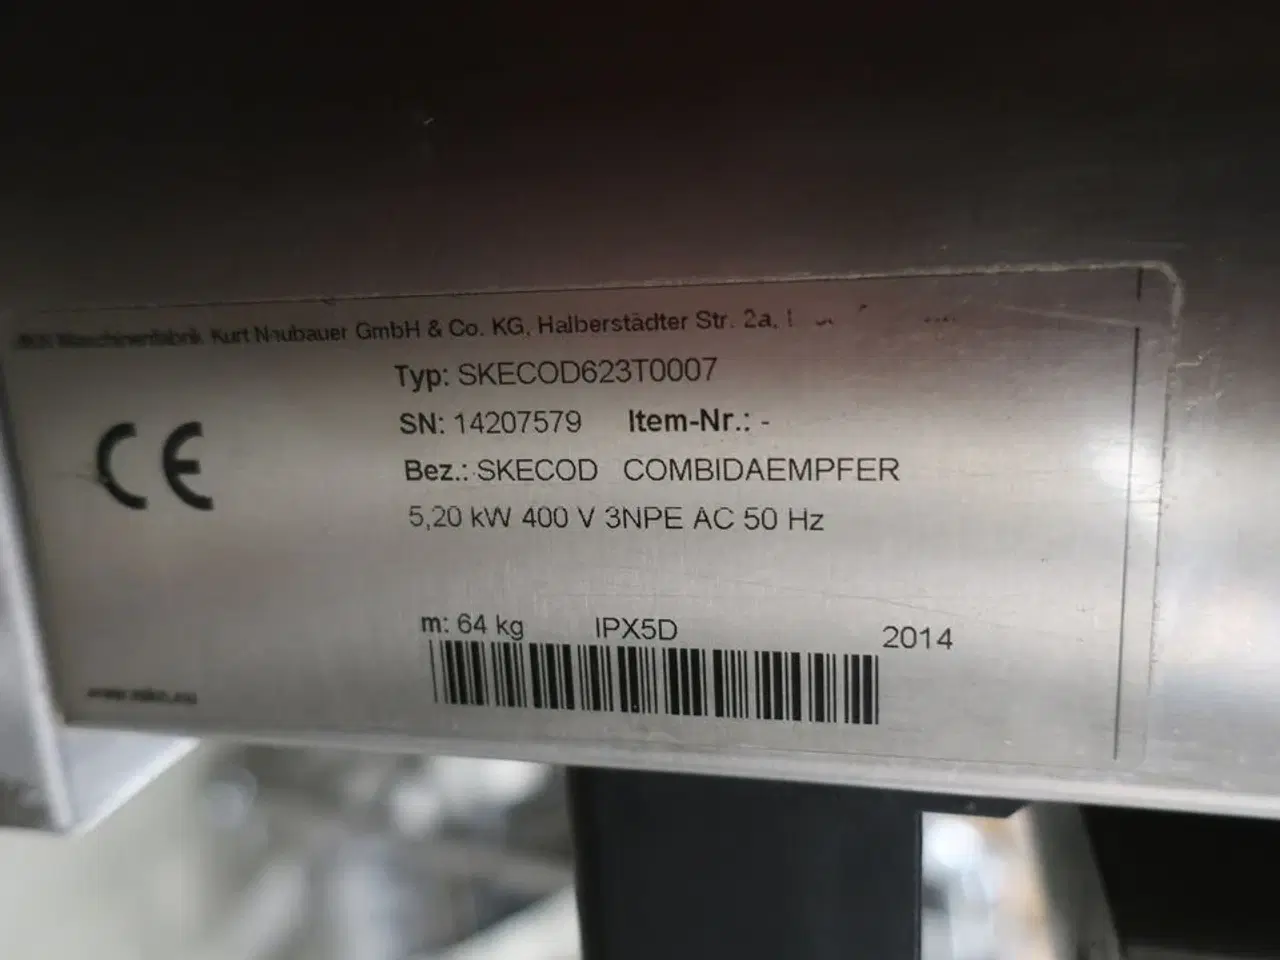 Maschinenfabrik Kurt Neubauer GmbH & Co. KG, Halberstädter Str. 2a,
Typ: SKECOD623T0007
SN: 14207579 Item-Nr.: -
CE
Bez.: SKECOD COMBIDAEMPFER
5,20 kW 400 V 3NPE AC 50 Hz
m: 64 kg IPX5D 2014